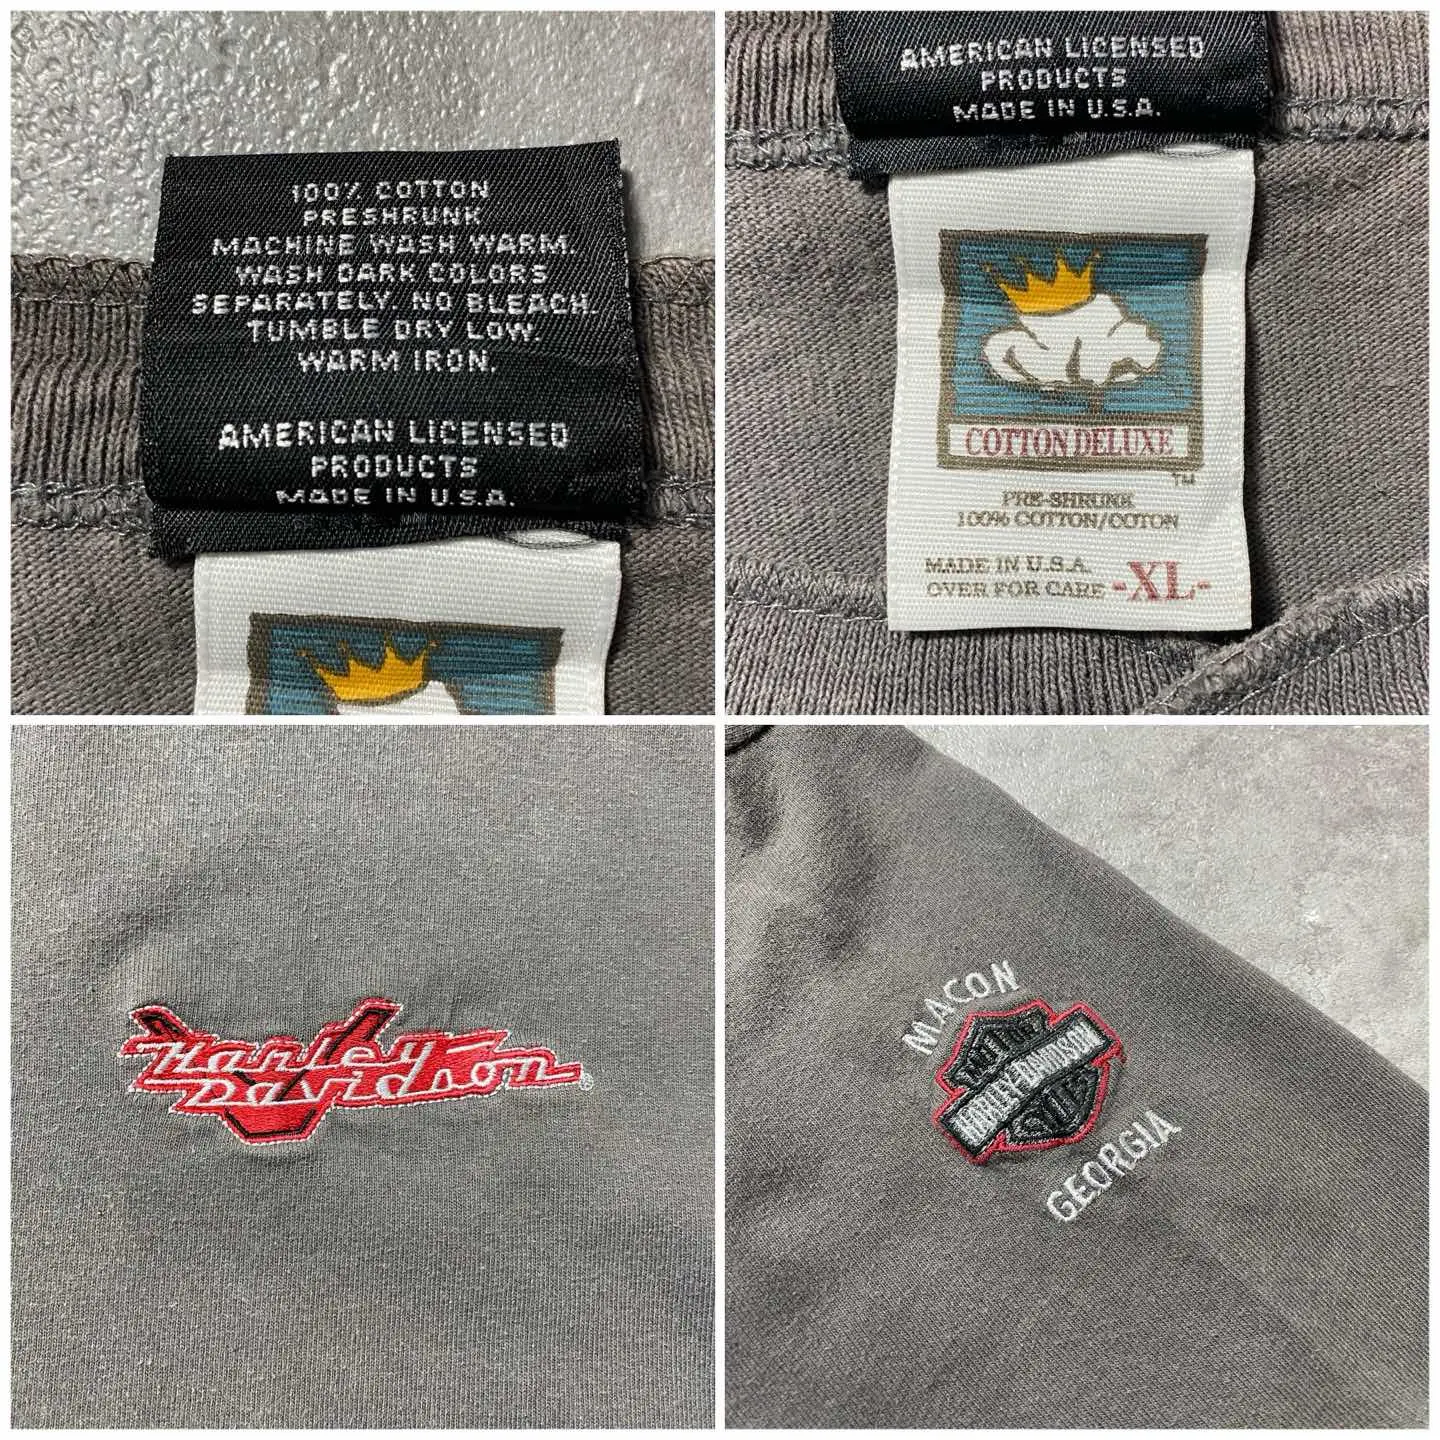 100% COTTON
PRESHRUNK
MACHINE WASH WARM.
WASH DARK COLORS
SEPARATELY. NO BLEACH.
TUMBLE DRY LOW.
WARM IRON.
AMERICAN LICENSED
PRODUCTS
MADE IN U.S.A.
AMERICAN LICENSED
PRODUCTS
MADE IN U.S.A.
COTTON DELUXE
TM
PRE-SHRUNK
100% COTTON/COTON
MADE IN U.S.A.
OVER FOR CARE -XL-
Harley
Davidson ®
MACON
MOTOR
HARLEY-DAVIDSON
CYCLES
GEORGIA